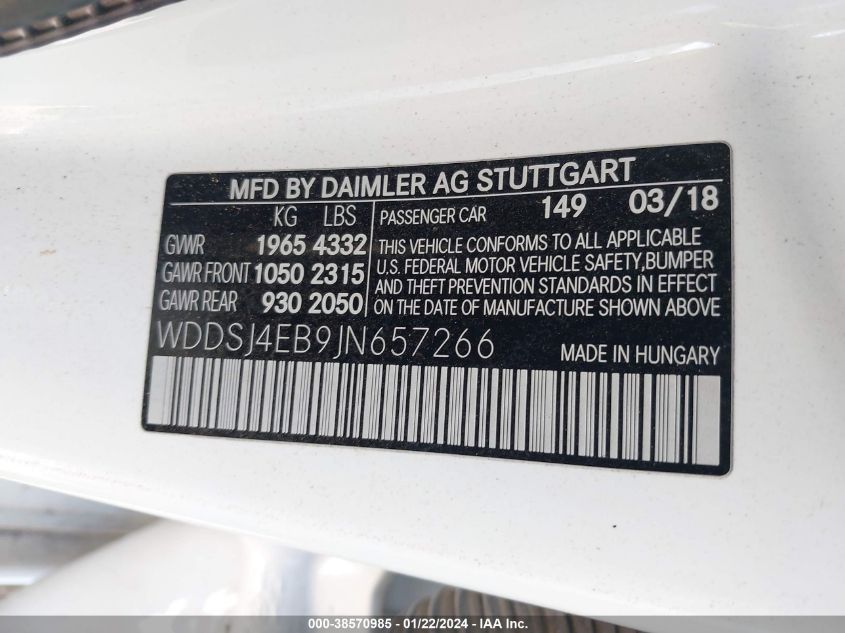 MFD BY DAIMLER AG STUTTGART
KG LBS
GVWR 1965 4332
GAWR FRONT 1050 2315
GAWR REAR 930 2050
PASSENGER CAR 149 03/18
THIS VEHICLE CONFORMS TO ALL APPLICABLE
U.S. FEDERAL MOTOR VEHICLE SAFETY,BUMPER
AND THEFT PREVENTION STANDARDS IN EFFECT
ON THE DATE OF MANUFACTURE SHOWN ABOVE
WDDSJ4EB9JN657266
MADE IN HUNGARY
000-38570985 - 01/22/2024 - IAA Inc.